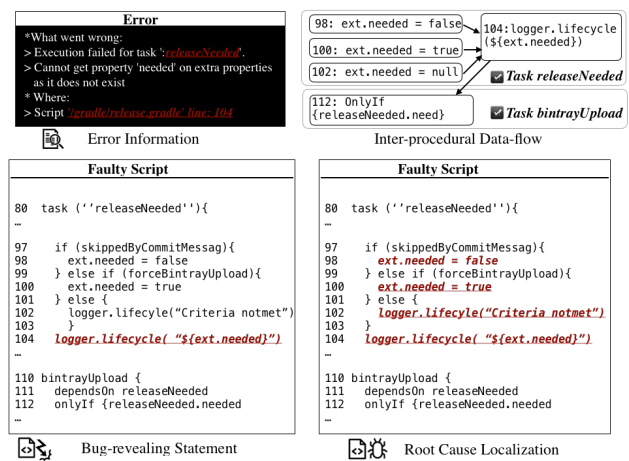 Error
*What went wrong:
> Execution failed for task ':releaseNeeded'.
> Cannot get property 'needed' on extra properties
as it does not exist
* Where:
> Script '/gradle/release.gradle' line: 104
Error Information
98: ext.needed = false
100: ext.needed = true
102: ext.needed = null
104:logger.lifecycle
(${ext.needed})
Task releaseNeeded
112: OnlyIf
{releaseNeeded.need}
Task bintrayUpload
Inter-procedural Data-flow
Faulty Script
80 task (‘’releaseNeeded''){
…
97 if (skippedByCommitMessag){
98 ext.needed = false
99 } else if (forceBintrayUpload){
100 ext.needed = true
101 } else {
102 logger.lifecyle(“Criteria notmet”)
103 }
104 logger.lifecycle( “${ext.needed}”)
…
110 bintrayUpload {
111 dependsOn releaseNeeded
112 onlyIf {releaseNeeded.needed
…
Bug-revealing Statement
Faulty Script
80 task (‘’releaseNeeded''){
…
97 if (skippedByCommitMessag){
98 ext.needed = false
99 } else if (forceBintrayUpload){
100 ext.needed = true
101 } else {
102 logger.lifecyle(“Criteria notmet”)
103 }
104 logger.lifecycle( “${ext.needed}”)
…
110 bintrayUpload {
111 dependsOn releaseNeeded
112 onlyIf {releaseNeeded.needed
…
Root Cause Localization